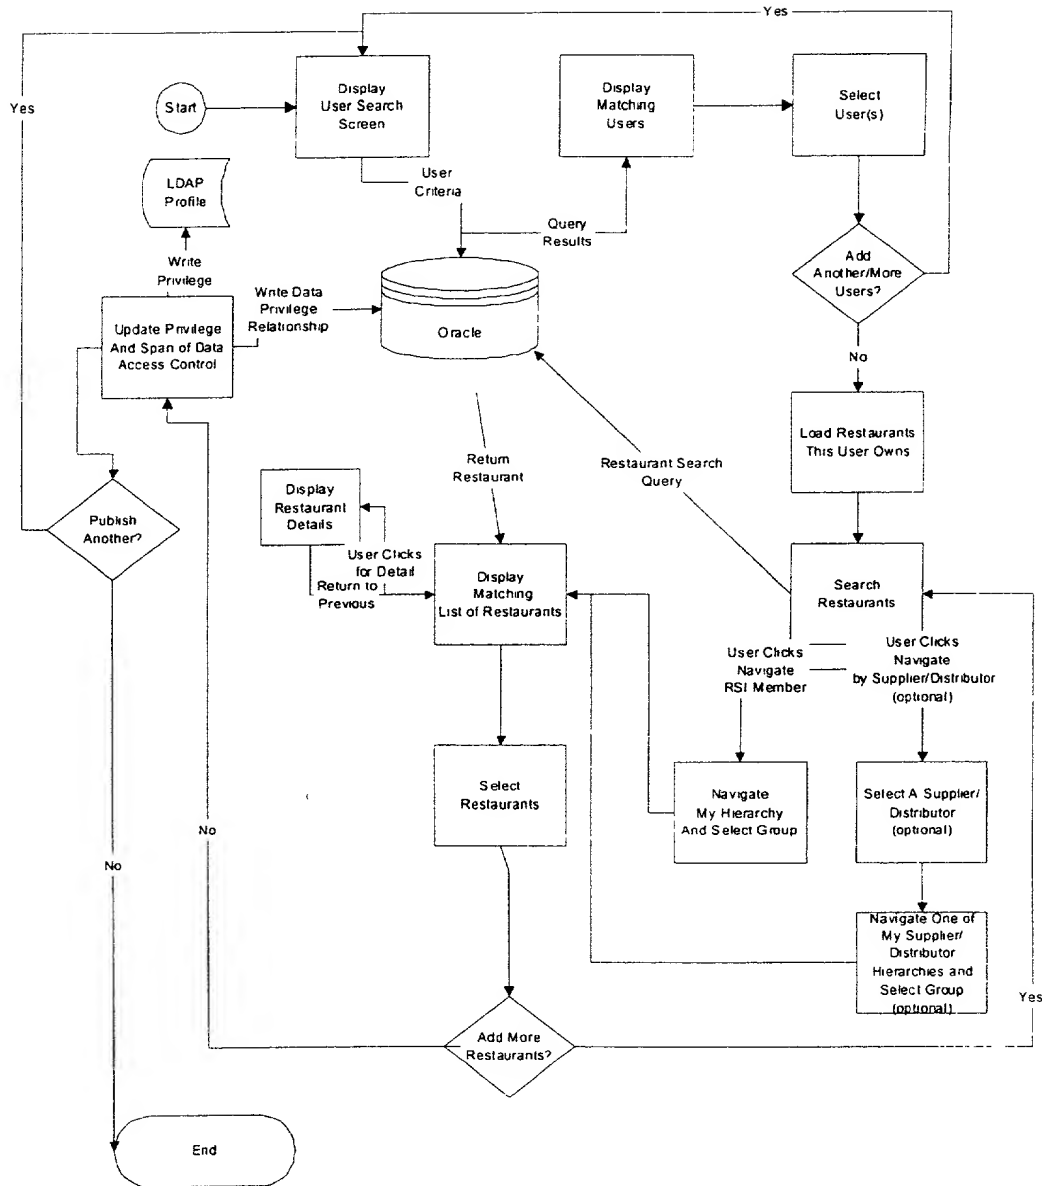 Yes
Yes
Start
Display
User Search
Screen
Display
Matching
Users
Select
User(s)
LDAP
Profile
User
Criteria
Query
Results
Write
Privilege
Add
Another/More
Users?
Write Data
Privilege
Relationship
Oracle
Update Privilege
And Span of Data
Access Control
No
Load Restaurants
This User Owns
Return
Restaurant
Restaurant Search
Query
Display
Restaurant
Details
Publish
Another?
User Clicks
for Detail
Return to
Previous
Display
Matching
List of Restaurants
Search
Restaurants
User Clicks
Navigate
RSI Member
User Clicks
Navigate
by Supplier/Distributor
(optional)
Select
Restaurants
Navigate
My Hierarchy
And Select Group
Select A Supplier/
Distributor
(optional)
No
No
Navigate One of
My Supplier/
Distributor
Hierarchies and
Select Group
(optional)
Yes
Add More
Restaurants?
End